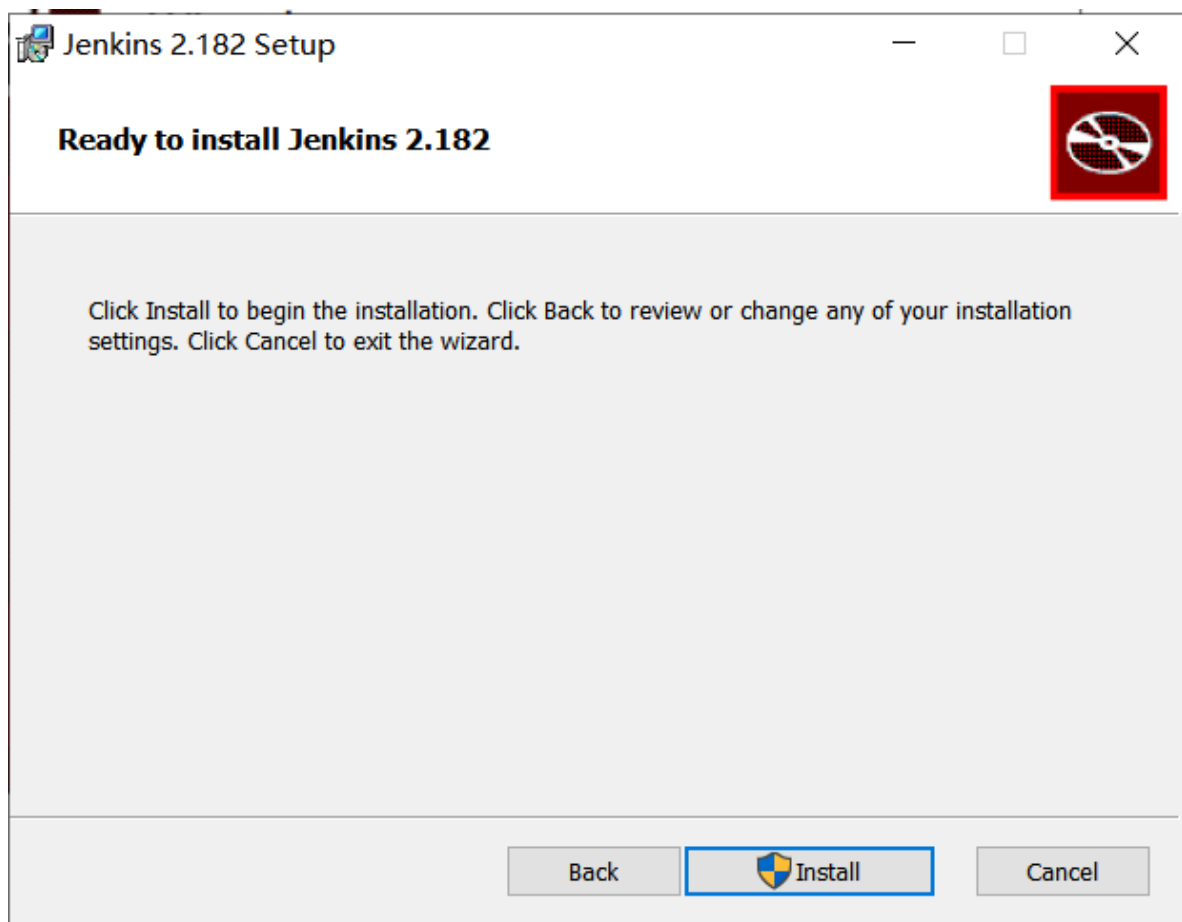 Jenkins 2.182 Setup
Ready to install Jenkins 2.182
Click Install to begin the installation. Click Back to review or change any of your installation
settings. Click Cancel to exit the wizard.
Back
Install
Cancel